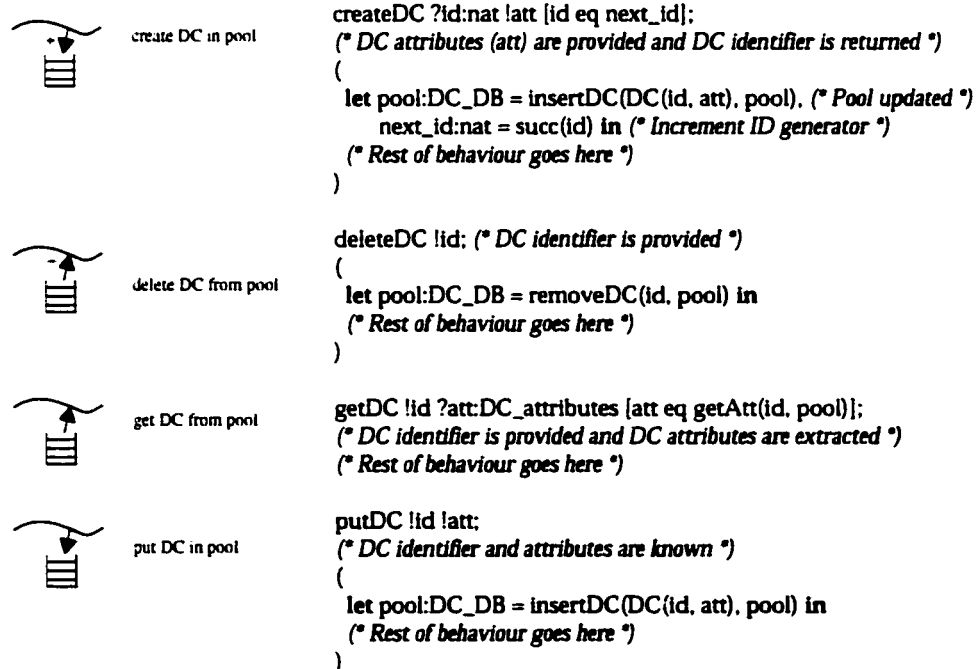 create DC in pool
createDC ?id:nat !att [id eq next_id];
(* DC attributes (att) are provided and DC identifier is returned *)
(
let pool:DC_DB = insertDC(DC(id, att), pool), (* Pool updated *)
next_id:nat = succ(id) in (* Increment ID generator *)
(* Rest of behaviour goes here *)
)
+
-
delete DC from pool
deleteDC !id; (* DC identifier is provided *)
(
let pool:DC_DB = removeDC(id, pool) in
(* Rest of behaviour goes here *)
)
get DC from pool
getDC !id ?att:DC_attributes [att eq getAtt(id, pool)];
(* DC identifier is provided and DC attributes are extracted *)
(* Rest of behaviour goes here *)
put DC in pool
putDC !id !att;
(* DC identifier and attributes are known *)
(
let pool:DC_DB = insertDC(DC(id, att), pool) in
(* Rest of behaviour goes here *)
)